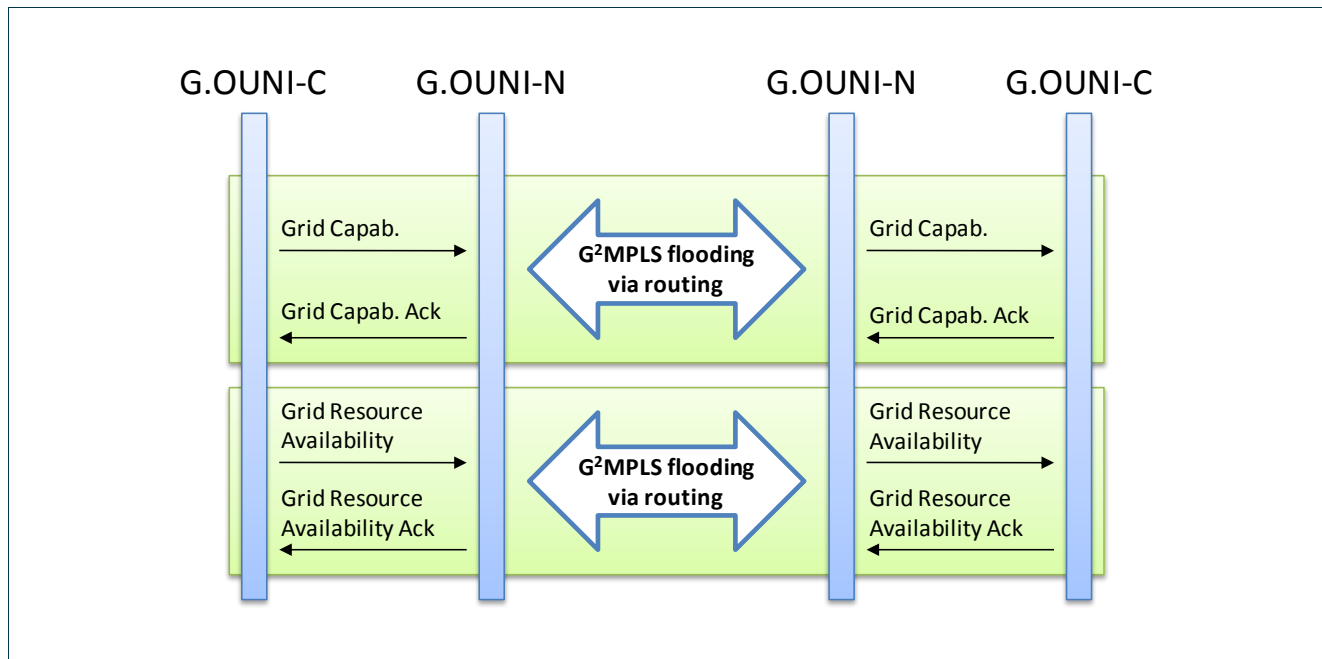 G.OUNI-C
G.OUNI-N
G.OUNI-N
G.OUNI-C
Grid Capab.
Grid Capab. Ack
G²MPLS flooding
via routing
Grid Capab.
Grid Capab. Ack
Grid Resource
Availability
Grid Resource
Availability Ack
G²MPLS flooding
via routing
Grid Resource
Availability
Grid Resource
Availability Ack